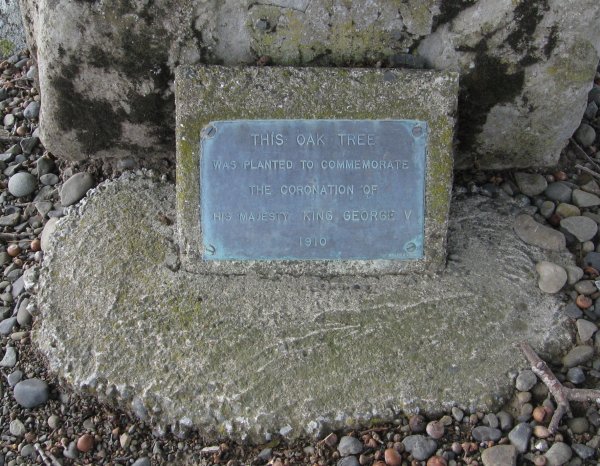 THIS OAK TREE
WAS PLANTED TO COMMEMORATE
THE CORONATION OF
HIS MAJESTY KING GEORGE V
1910